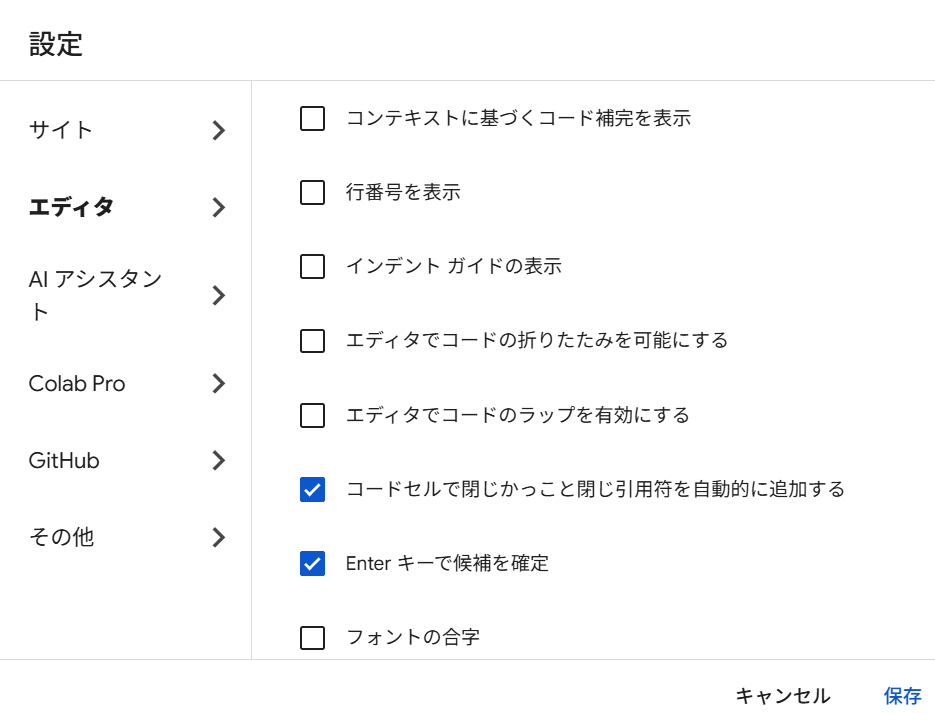 設定
サイト
エディタ
AI アシスタン
ト
Colab Pro
GitHub
その他
コンテキストに基づくコード補完を表示
行番号を表示
インデント ガイドの表示
エディタでコードの折りたたみを可能にする
エディタでコードのラップを有効にする
コードセルで閉じかっこと閉じ引用符を自動的に追加する
Enter キーで候補を確定
フォントの合字
キャンセル
保存